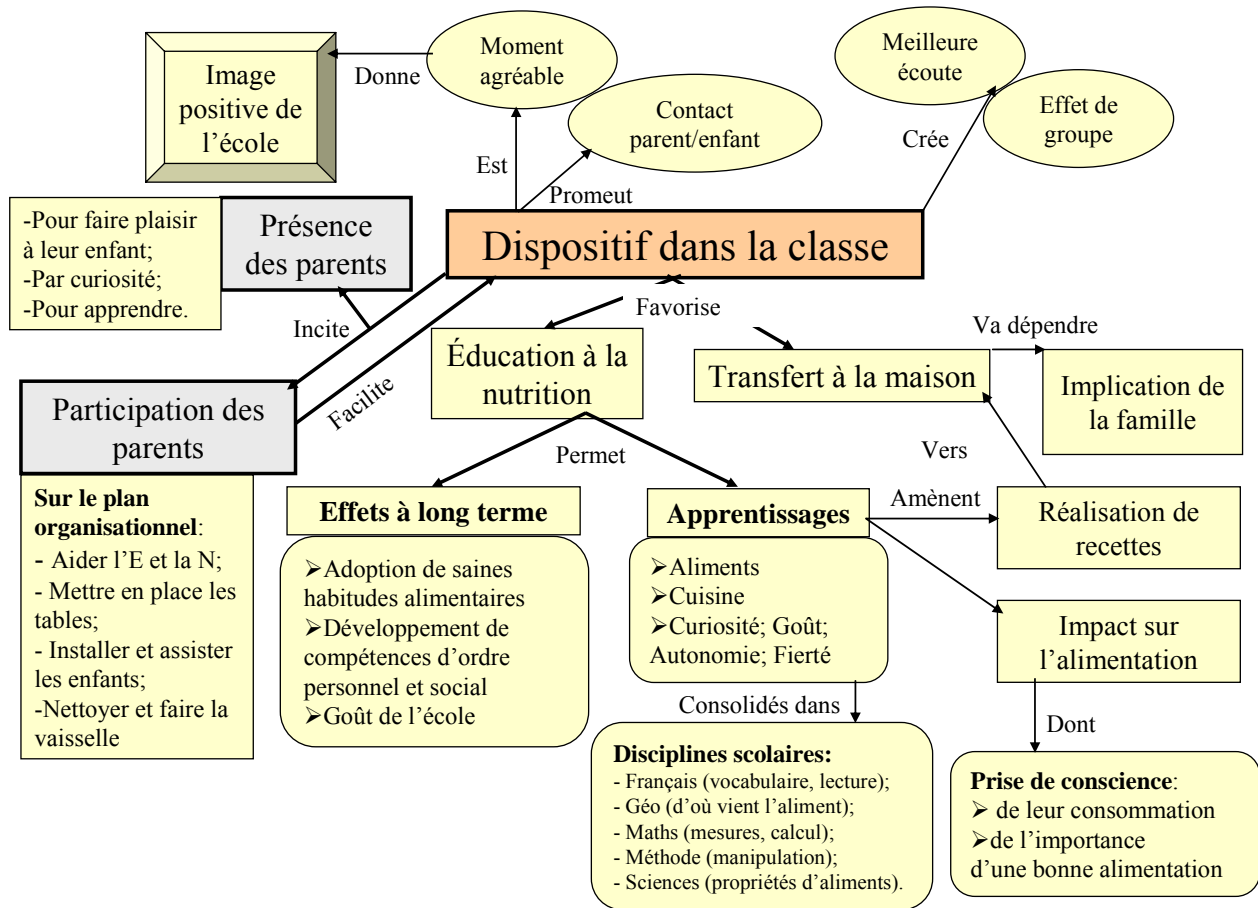 Image
positive de
l'école
Donne
Moment
agréable
Contact
parent/enfant
Meilleure
écoute
Effet de
groupe
Est
Promeut
Crée
-Pour faire plaisir
à leur enfant;
-Par curiosité;
-Pour apprendre.
Présence
des parents
Dispositif dans la classe
Incite
Facilite
Favorise
Participation des
parents
Éducation à la
nutrition
Transfert à la maison
Va dépendre
Implication de
la famille
Permet
Vers
Sur le plan
organisationnel:
- Aider l'E et la N;
- Mettre en place les
tables;
- Installer et assister
les enfants;
-Nettoyer et faire la
vaisselle
Effets à long terme
➢Adoption de saines
habitudes alimentaires
➢Développement de
compétences d'ordre
personnel et social
➢Goût de l'école
Apprentissages
➢Aliments
➢Cuisine
➢Curiosité; Goût;
Autonomie; Fierté
Amènent
Réalisation de
recettes
Impact sur
l'alimentation
Consolidés dans
Dont
Disciplines scolaires:
- Français (vocabulaire, lecture);
- Géo (d'où vient l'aliment);
- Maths (mesures, calcul);
- Méthode (manipulation);
- Sciences (propriétés d'aliments).
Prise de conscience:
➢ de leur consommation
➢de l'importance
d'une bonne alimentation